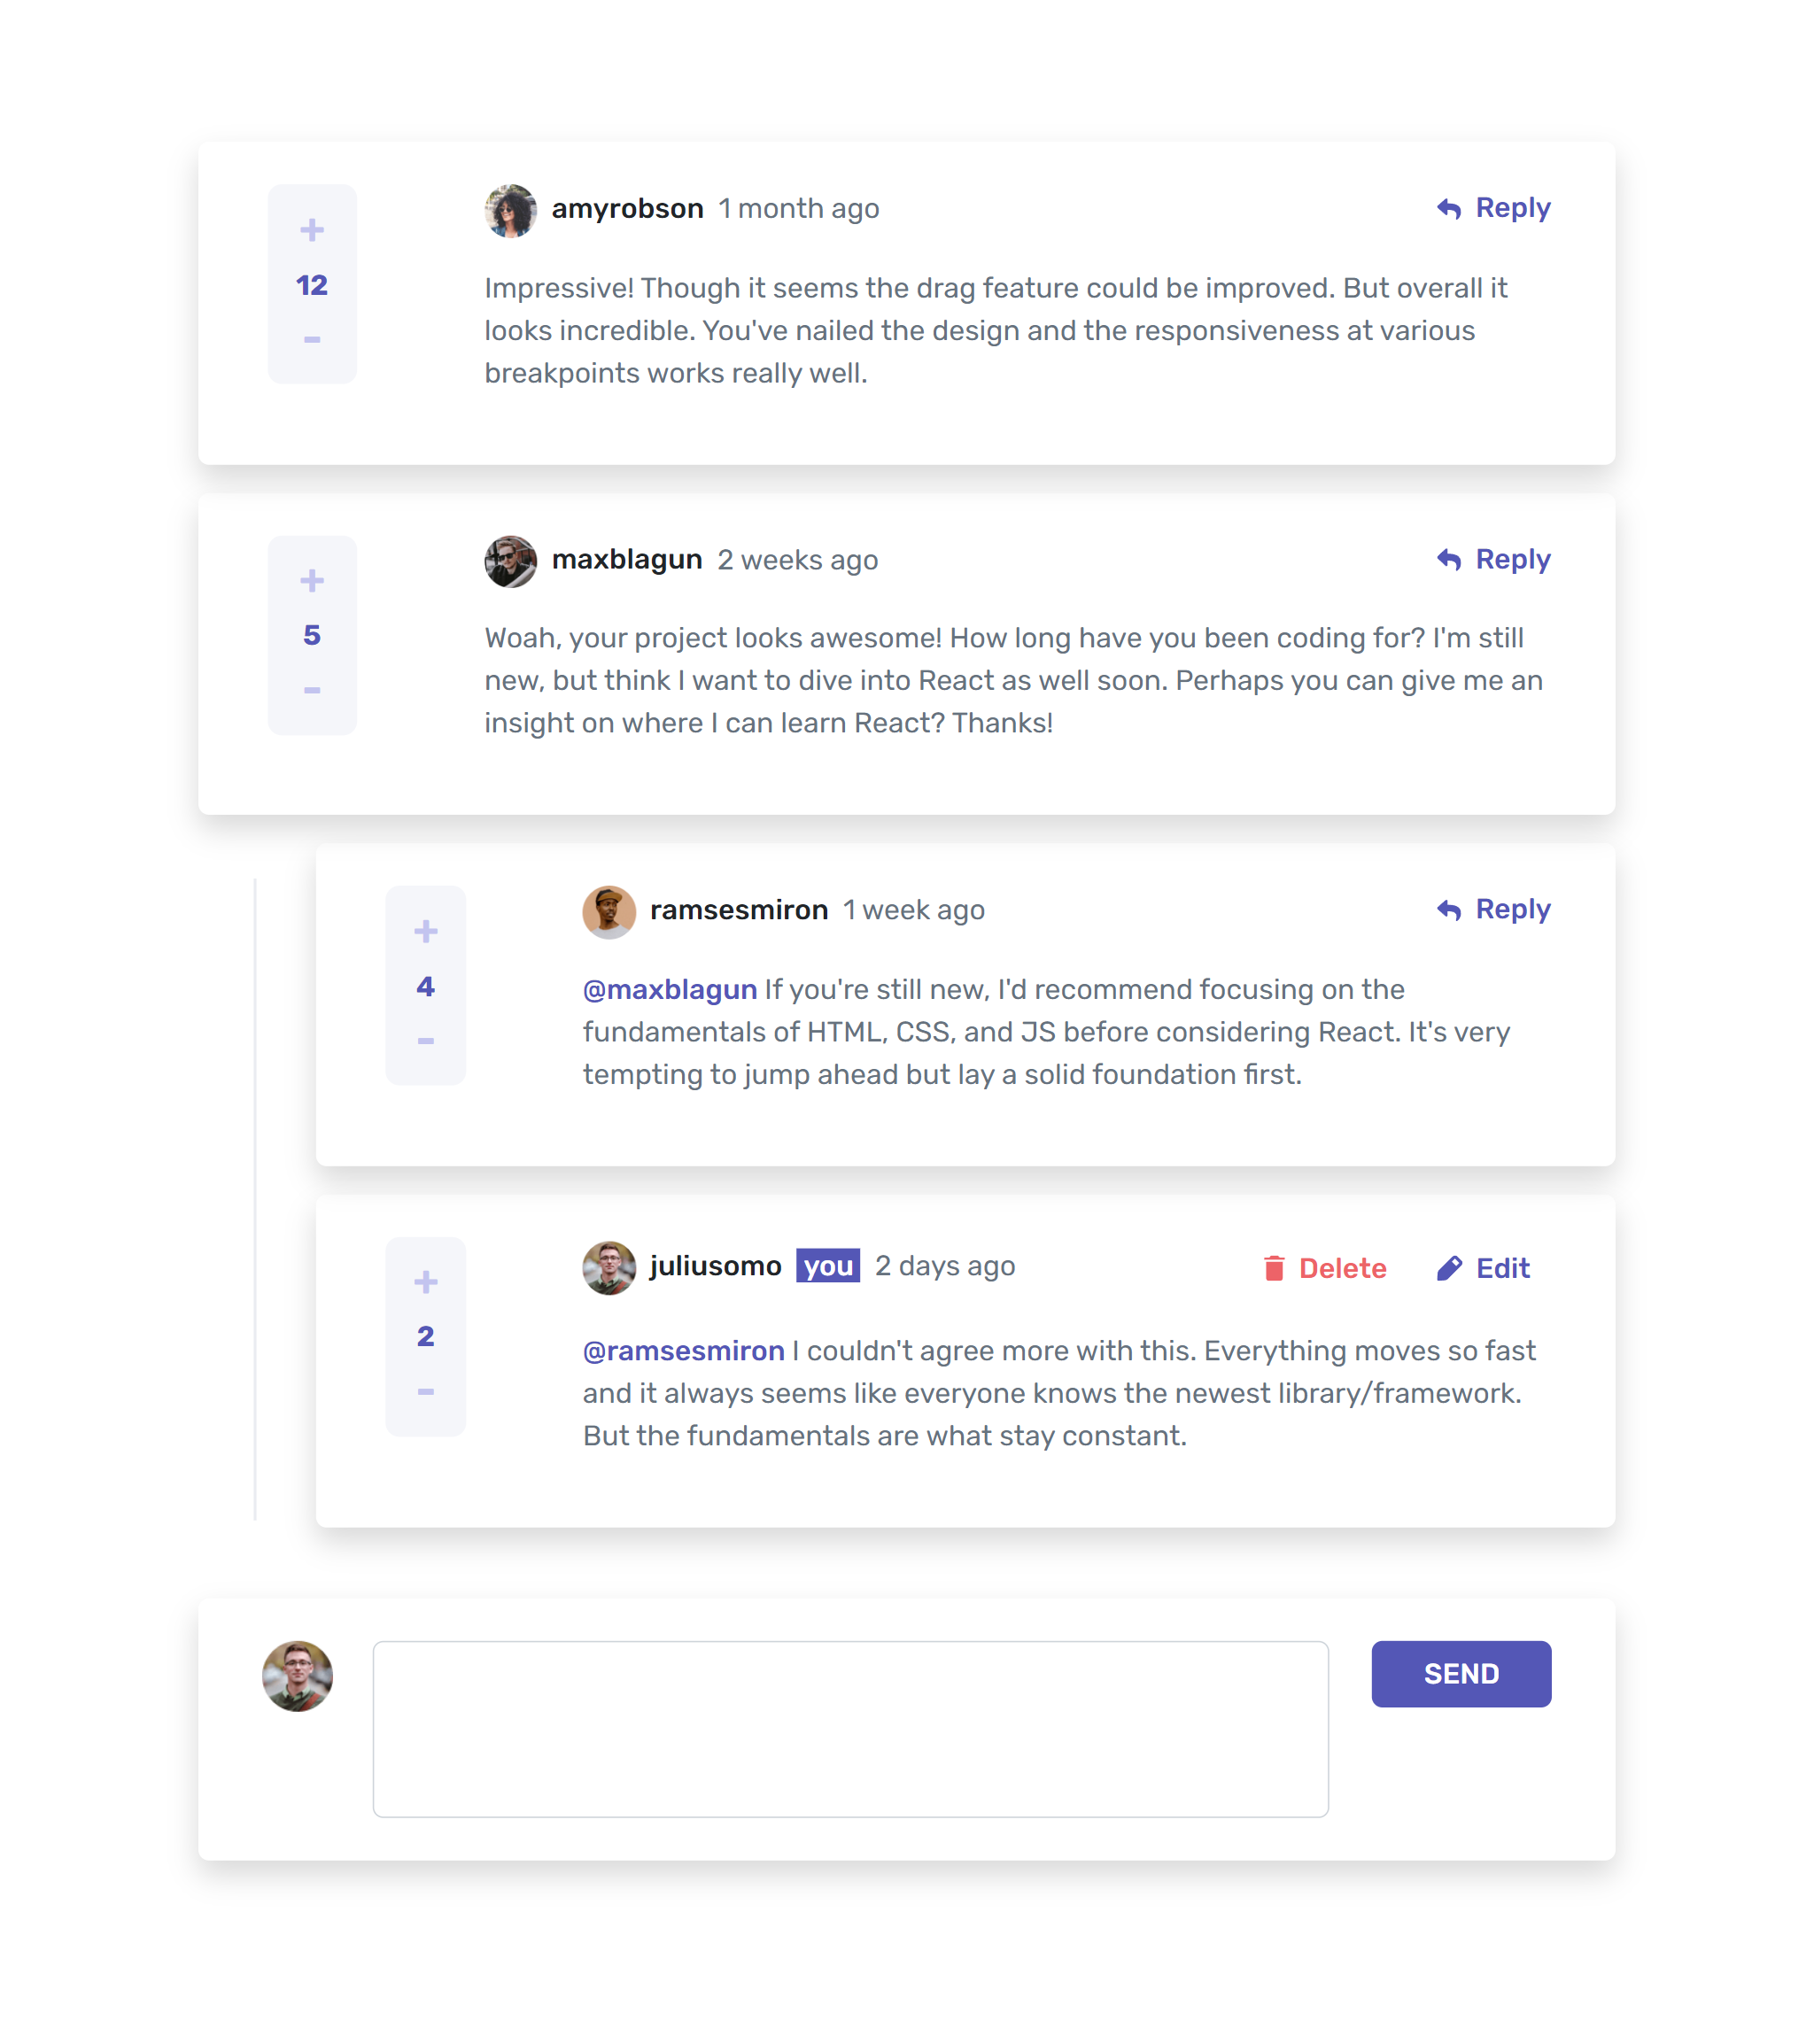 +
12
-
amyrobson 1 month ago Reply
Impressive! Though it seems the drag feature could be improved. But overall it
looks incredible. You've nailed the design and the responsiveness at various
breakpoints works really well.
+
5
-
maxblagun 2 weeks ago Reply
Woah, your project looks awesome! How long have you been coding for? I'm still
new, but think I want to dive into React as well soon. Perhaps you can give me an
insight on where I can learn React? Thanks!
+
4
-
ramsesmiron 1 week ago Reply
@maxblagun If you're still new, I'd recommend focusing on the
fundamentals of HTML, CSS, and JS before considering React. It's very
tempting to jump ahead but lay a solid foundation first.
+
2
-
juliusomo you 2 days ago Delete Edit
@ramsesmiron I couldn't agree more with this. Everything moves so fast
and it always seems like everyone knows the newest library/framework.
But the fundamentals are what stay constant.
SEND